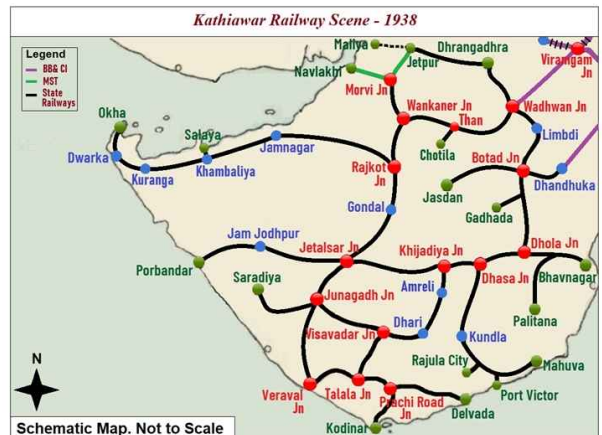 Kathiawar Railway Scene - 1938
Legend
BB& CI
MST
State
Railways
Maliya
Jetpur
Dhrangadhra
Viramgam
Jn
Navlakhi
Morvi Jn
Wankaner Jn
Than
Wadhwan Jn
Okha
Salaya
Jamnagar
Chotila
Limbdi
Dwarka
Kuranga
Khambaliya
Rajkot
Jn
Botad Jn
Jasdan
Dhandhuka
Gondal
Gadhada
Jam Jodhpur
Jetalsar Jn
Khijadiya Jn
Dhola Jn
Porbandar
Saradiya
Amreli
Dhasa Jn
Bhavnagar
Junagadh Jn
Palitana
Visavadar Jn
Dhari
Kundla
N
Rajula City
Mahuva
Veraval
Jn
Talala Jn
Prachi Road
Jn
Port Victor
Delvada
Kodinar
Schematic Map. Not to Scale